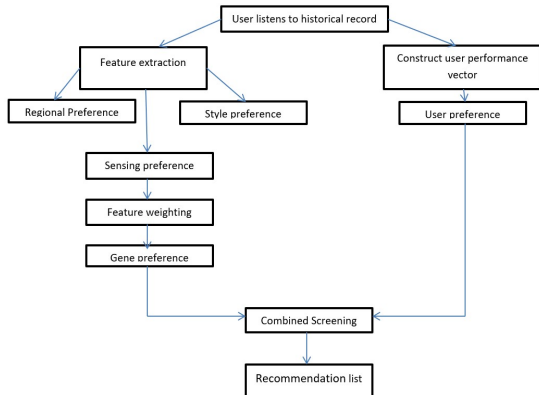 User listens to historical record
Feature extraction
Construct user performance
vector
Regional Preference
Style preference
User preference
Sensing preference
Feature weighting
Gene preference
Combined Screening
Recommendation list